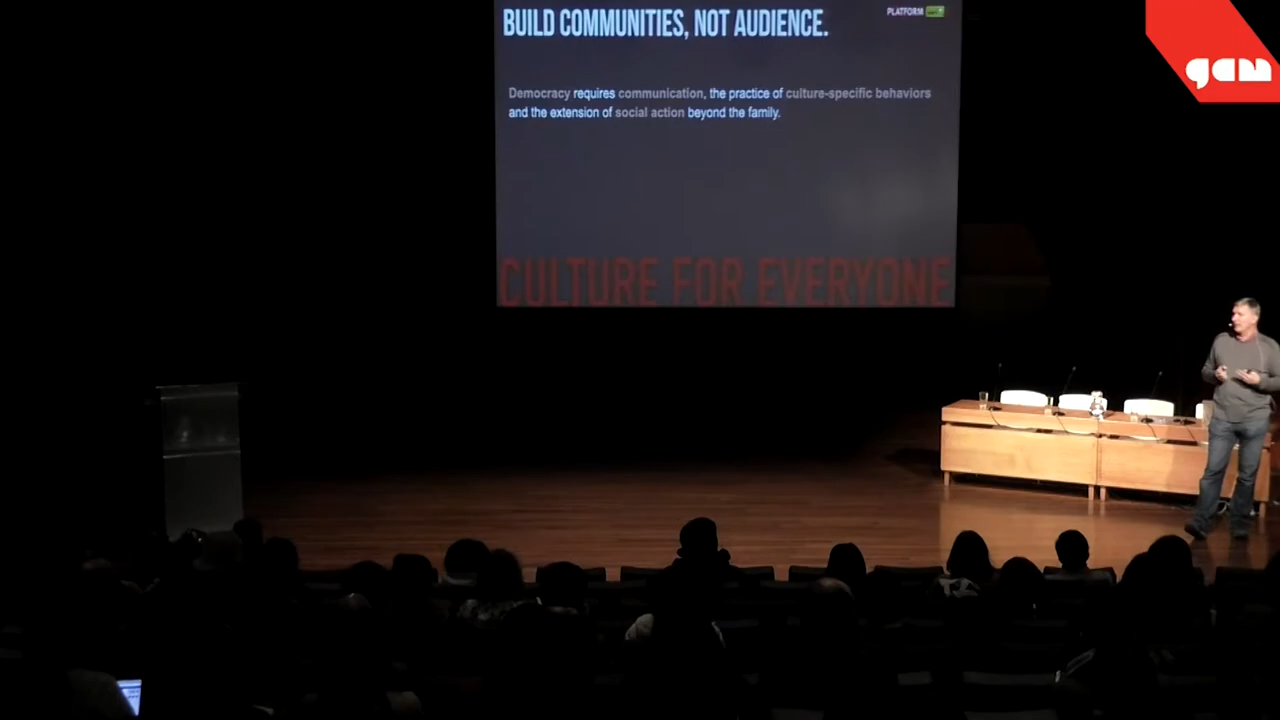 BUILD COMMUNITIES, NOT AUDIENCE.
PLATFORM
gam
Democracy requires communication, the practice of culture-specific behaviors
and the extension of social action beyond the family.
CULTURE FOR EVERYONE